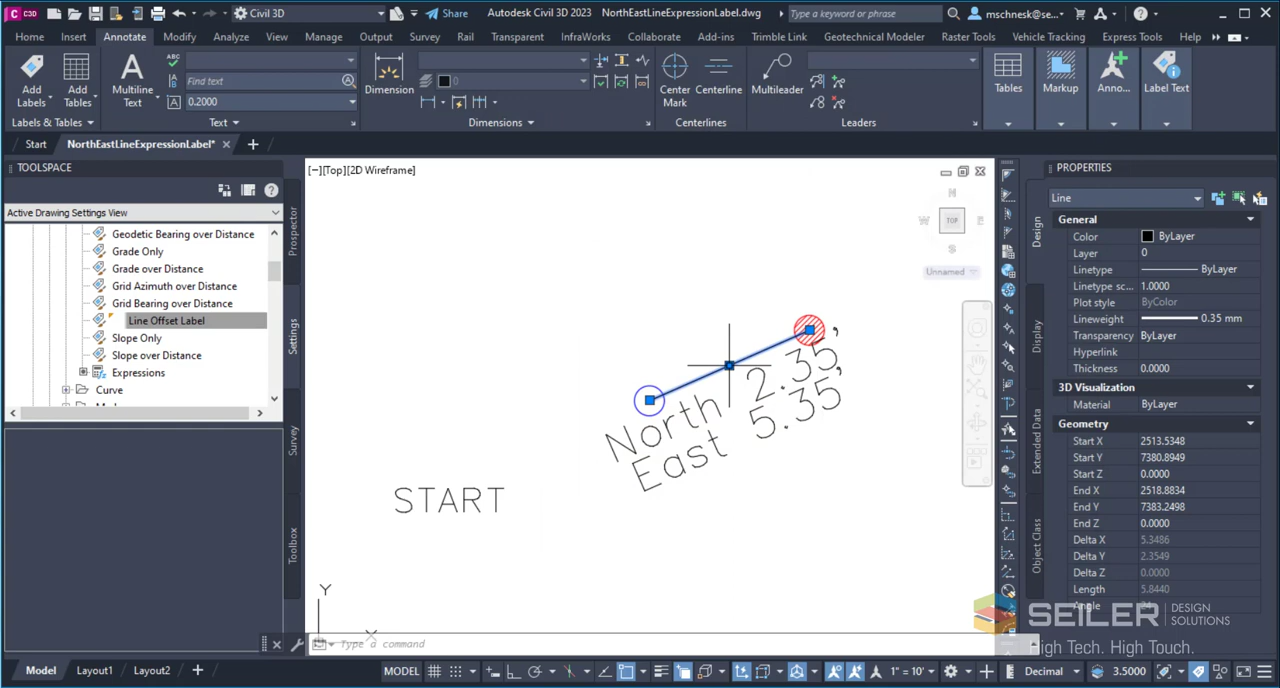 C3D
Civil 3D
Share
Autodesk Civil 3D 2023
NorthEastLineExpressionLabel.dwg
Type a keyword or phrase
mschnesk@se...
Home
Insert
Annotate
Modify
Analyze
View
Manage
Output
Survey
Rail
Transparent
InfraWorks
Collaborate
Add-ins
Trimble Link
Geotechnical Modeler
Raster Tools
Vehicle Tracking
Express Tools
Help
Add
Labels
Add
Tables
Labels & Tables
Multiline
Text
ABC
Find text
0.2000
Text
Dimension
0
Dimensions
Center
Mark
Centerline
Centerlines
Multileader
Leaders
Tables
Markup
Anno...
Label Text
Start
NorthEastLineExpressionLabel*
TOOLSPACE
Active Drawing Settings View
Geodetic Bearing over Distance
Grade Only
Grade over Distance
Grid Azimuth over Distance
Grid Bearing over Distance
Line Offset Label
Slope Only
Slope over Distance
Expressions
Curve
Prospector
Settings
Survey
Toolbox
[−][Top][2D Wireframe]
N
W
TOP
E
S
Unnamed
North 2.35'
East 5.35'
START
Y
X
Type a command
PROPERTIES
Line
Design
Display
Extended Data
Object Class
General
Color ByLayer
Layer 0
Linetype ByLayer
Linetype sc... 1.0000
Plot style ByColor
Lineweight 0.35 mm
Transparency ByLayer
Hyperlink
Thickness 0.0000
3D Visualization
Material ByLayer
Geometry
Start X 2513.5348
Start Y 7380.8949
Start Z 0.0000
End X 2518.8834
End Y 7383.2498
End Z 0.0000
Delta X 5.3486
Delta Y 2.3549
Delta Z 0.0000
Length 5.8440
Angle
SEILER
DESIGN
SOLUTIONS
High Tech. High Touch.
Model
Layout1
Layout2
MODEL
1" = 10'
Decimal
3.5000